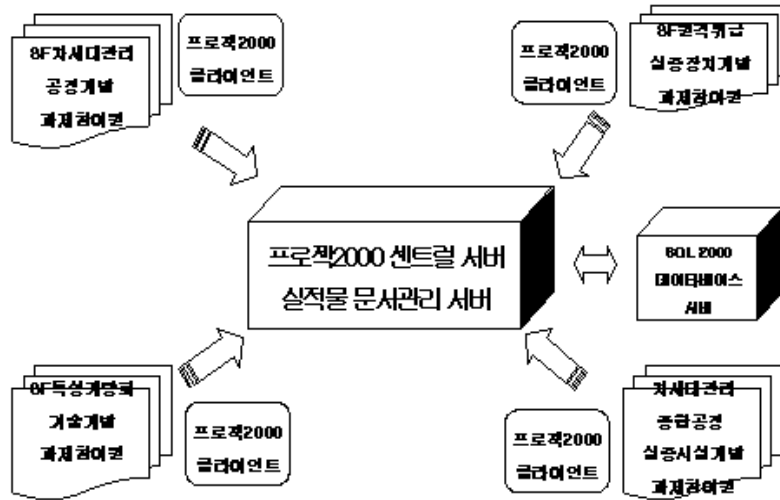 SF차세대관리
공정개발
과제참여원
프로젝2000
클라이언트
프로젝2000
클라이언트
SF원격취급
실증장치개발
과제참여원
프로젝2000 센트럴 서버
실적물 문서관리 서버
SQL 2000
데이타베이스
서버
SF특성계량화
기술개발
과제참여원
프로젝2000
클라이언트
프로젝2000
클라이언트
차세대관리
종합공정
실증시설개발
과제참여원